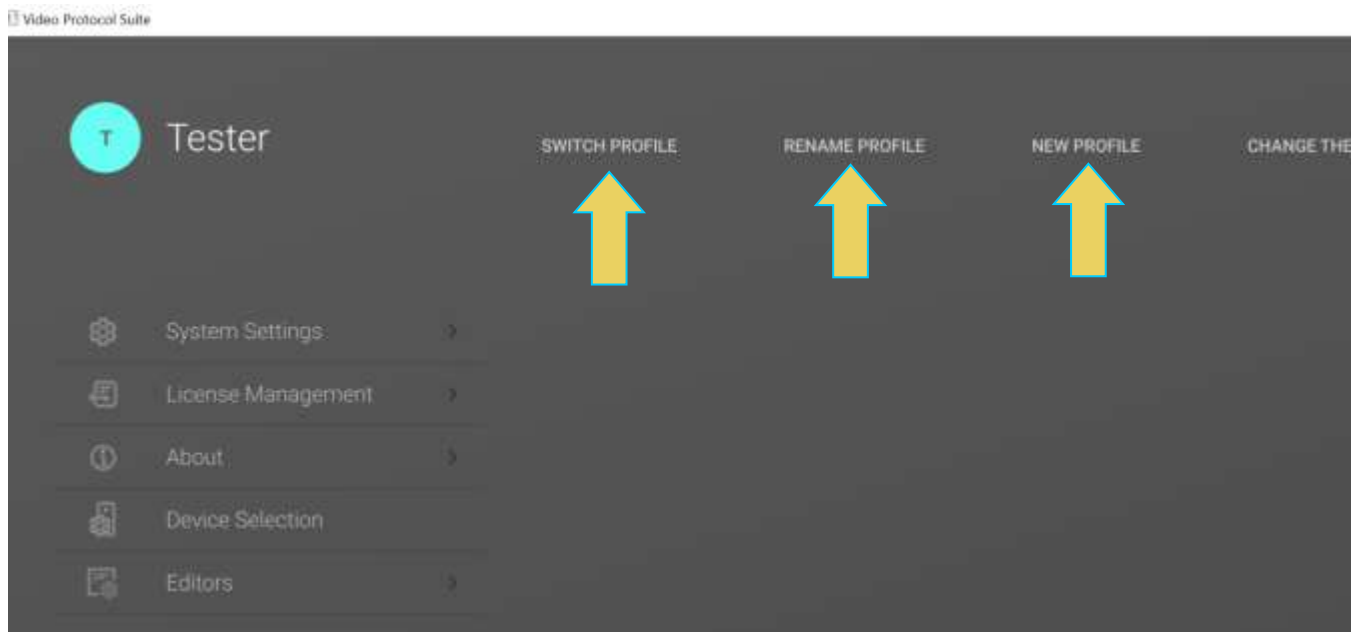 Video Protocol Suite
T
Tester
SWITCH PROFILE
RENAME PROFILE
NEW PROFILE
CHANGE THE
System Settings
License Management
About
Device Selection
Editors